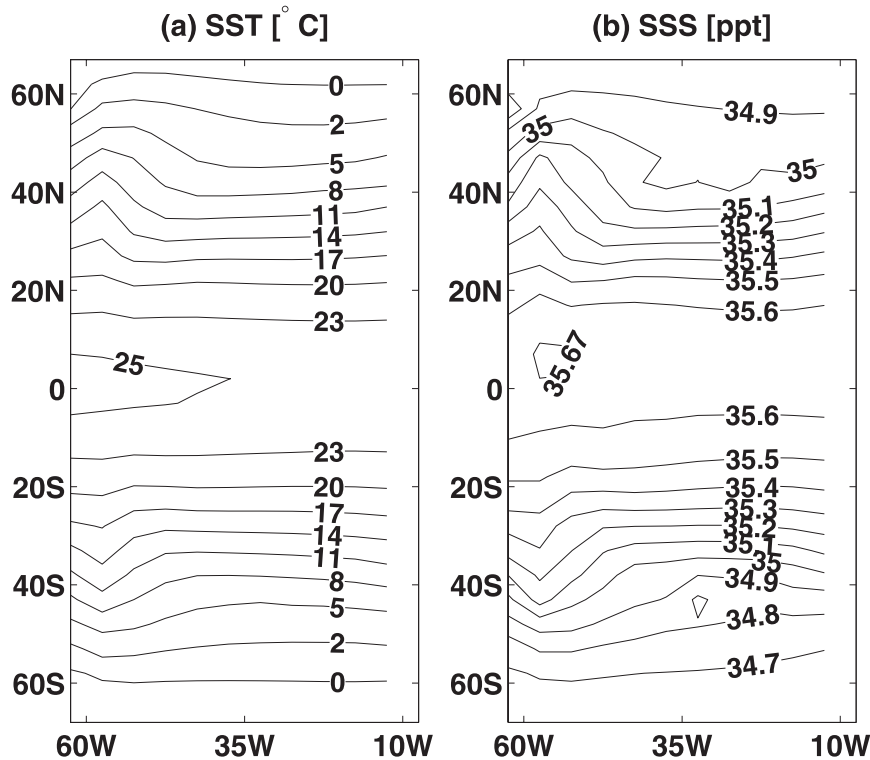 (a) SST [° C]
60N
40N
20N
0
20S
40S
60S
60W
35W
10W
0
2
5
8
11
14
17
20
23
25
23
20
17
14
11
8
5
2
0
(b) SSS [ppt]
60N
40N
20N
0
20S
40S
60S
60W
35W
10W
34.9
35
35
35.1
35.2
35.3
35.4
35.5
35.6
35.67
35.6
35.5
35.4
35.3
35.2
35.1
35
34.9
34.8
34.7